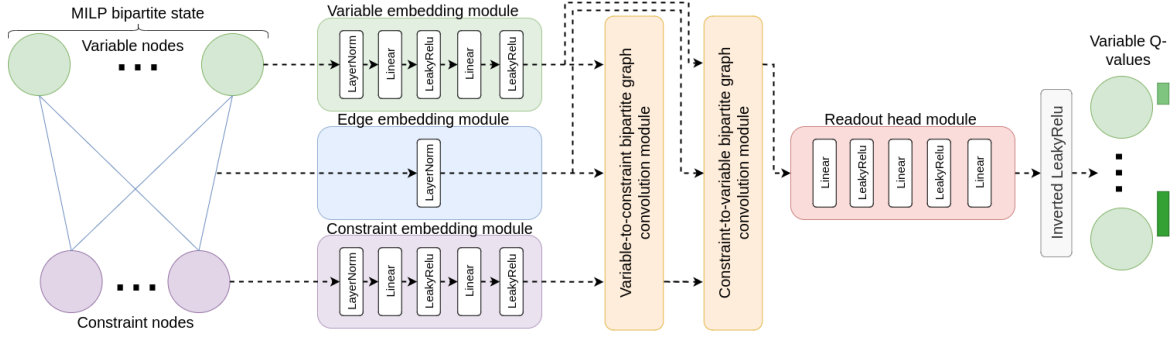 MILP bipartite state
Variable nodes
Constraint nodes
Variable embedding module
LayerNorm
Linear
LeakyRelu
Linear
LeakyRelu
Edge embedding module
LayerNorm
Constraint embedding module
LayerNorm
Linear
LeakyRelu
Linear
LeakyRelu
Variable-to-constraint bipartite graph
convolution module
Constraint-to-variable bipartite graph
convolution module
Readout head module
Linear
LeakyRelu
Linear
LeakyRelu
Linear
Inverted LeakyRelu
Variable Q-
values